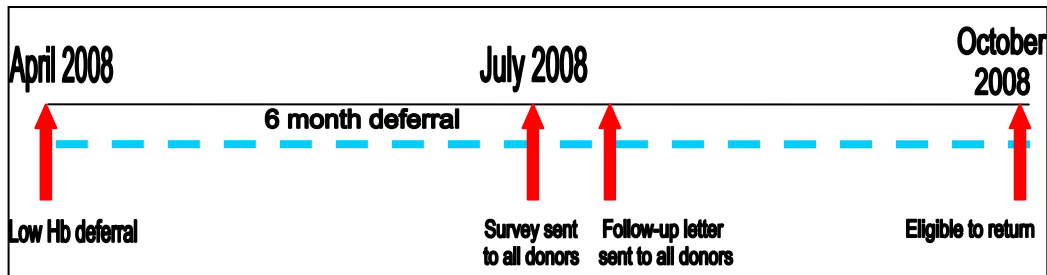 April 2008
July 2008
October
2008
6 month deferral
Low Hb deferral
Survey sent
to all donors
Follow-up letter
sent to all donors
Eligible to return